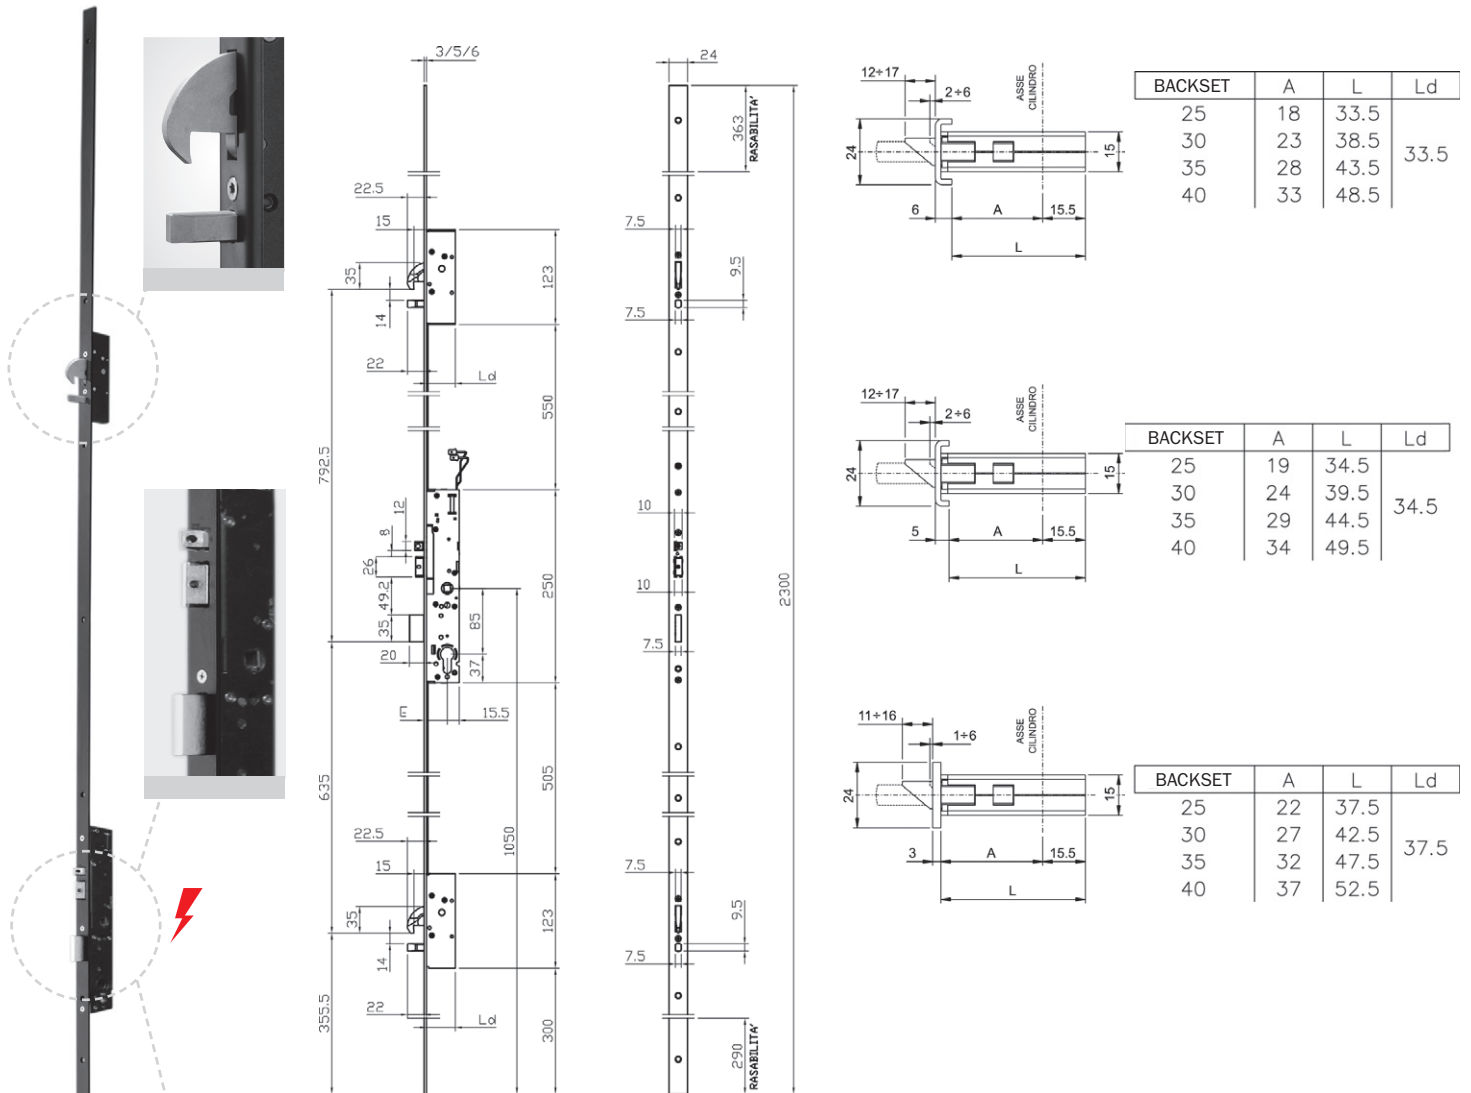 3/5/6
22.5
15
35
14
22
Ld
123
550
792.5
12
8
26
49.2
35
20
85
37
250
E
15.5
635
505
1050
22.5
15
35
14
22
Ld
123
355.5
300
24
363
RASABILITA'
7.5
9.5
7.5
10
10
7.5
2300
7.5
9.5
7.5
290
RASABILITA'
12÷17
2÷6
ASSE
CILINDRO
24
15
6
A
15.5
L
BACKSET A L Ld
25 18 33.5
30 23 38.5
33.5
35 28 43.5
40 33 48.5
12÷17
2÷6
ASSE
CILINDRO
24
15
5
A
15.5
L
BACKSET A L Ld
25 19 34.5
30 24 39.5
34.5
35 29 44.5
40 34 49.5
11÷16
1÷6
ASSE
CILINDRO
24
15
3
A
15.5
L
BACKSET A L Ld
25 22 37.5
30 27 42.5
37.5
35 32 47.5
40 37 52.5